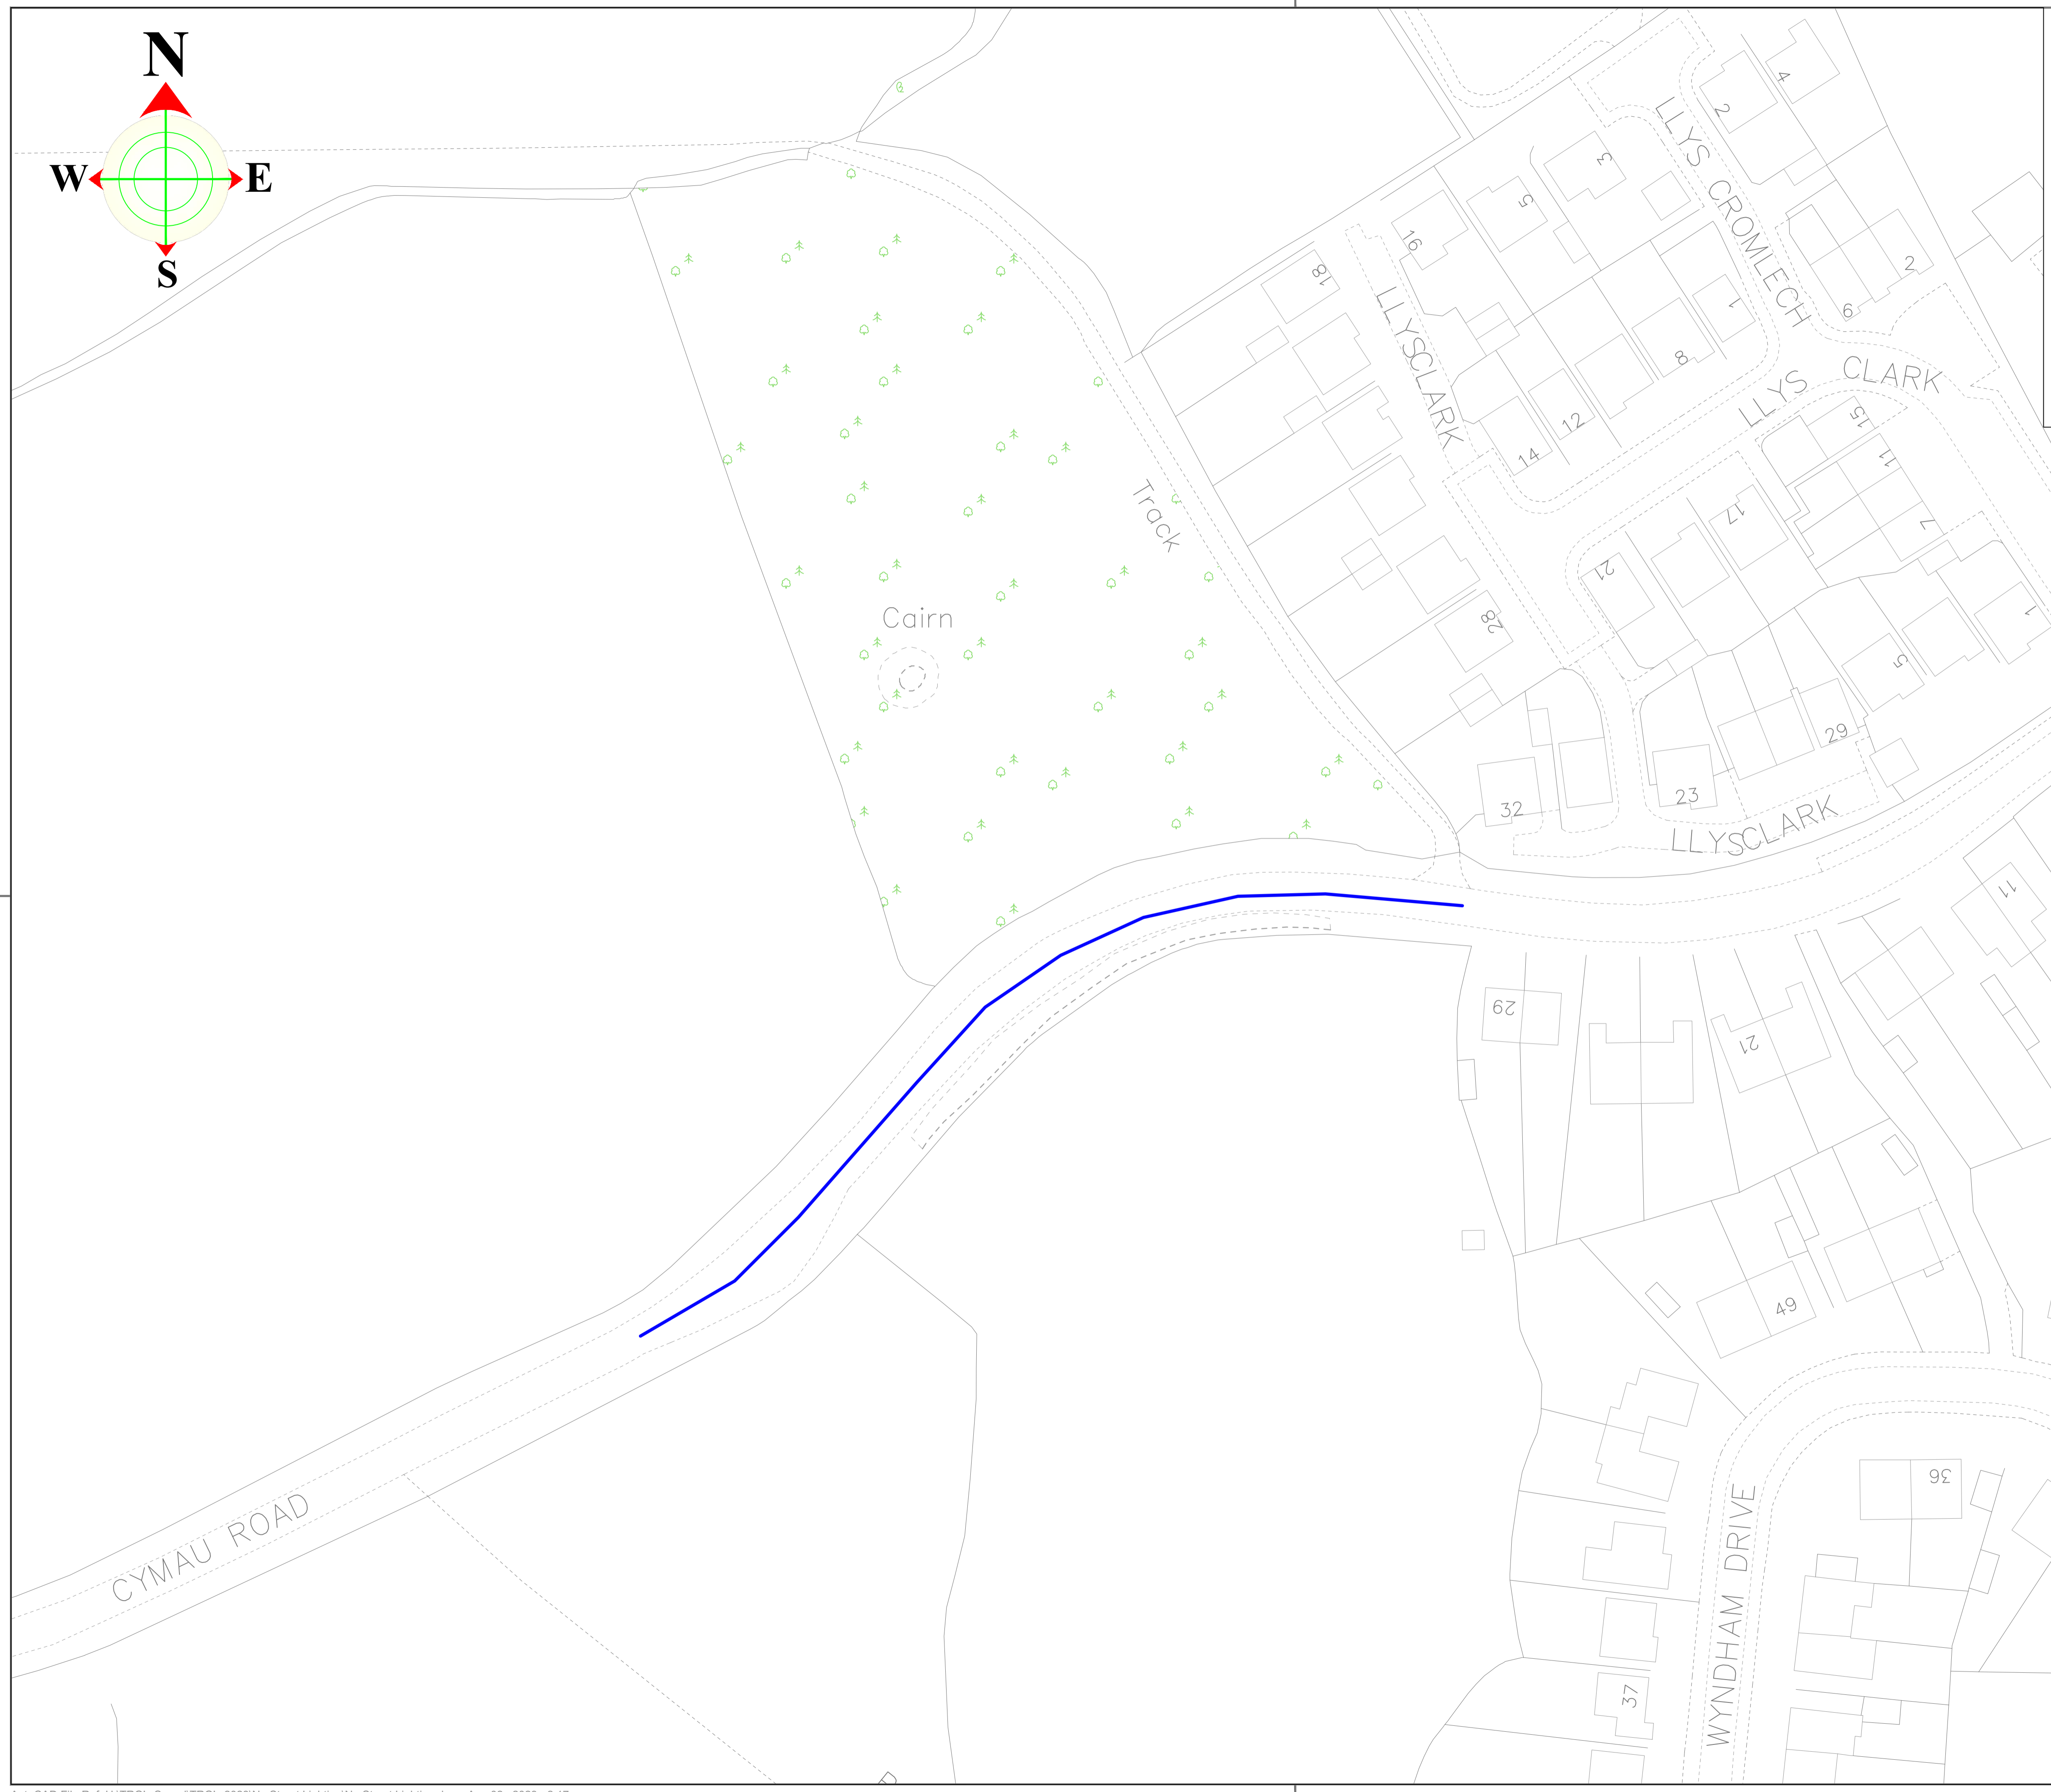 N
W
E
S
LLYS CROMLECH
2
4
3
5
16
18
LLYSCLARK
1
2
6
8
12
14
LLYS CLARK
15
11
7
17
21
1
5
28
29
23
32
LLYSCLARK
Track
Cairn
11
29
21
49
36
37
CYMAU ROAD
WYNDHAM DRIVE